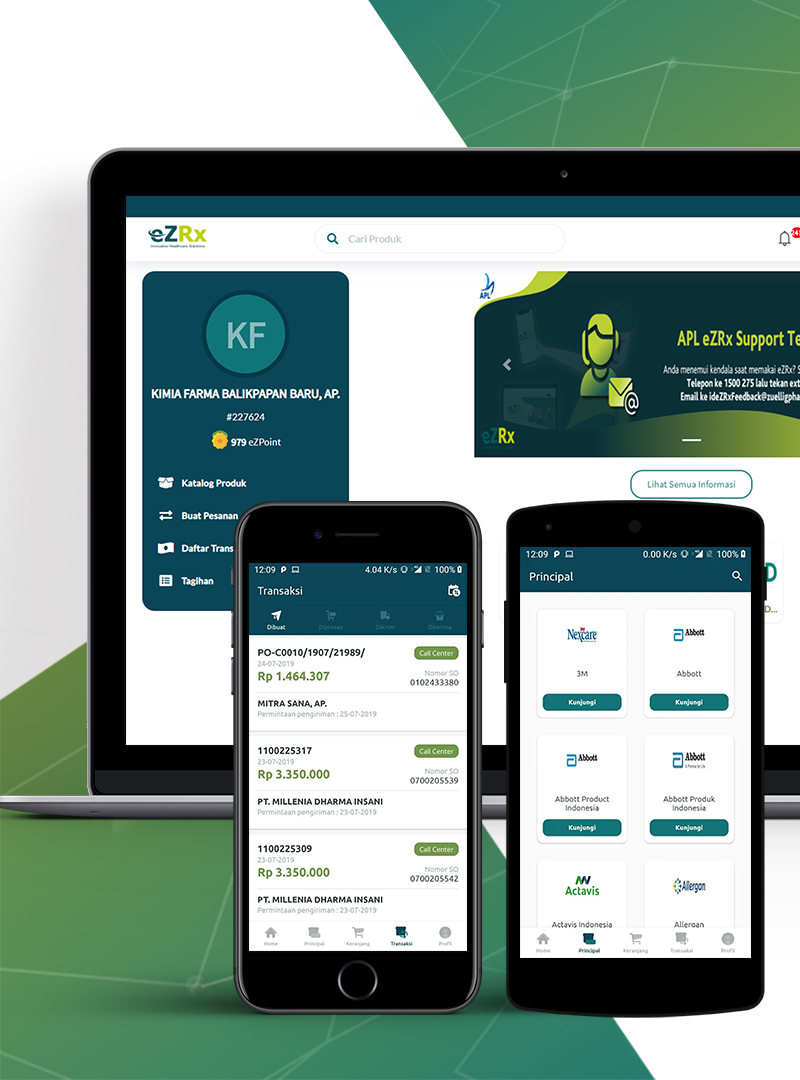 eZRx
Innovative Healthcare Solutions
Cari Produk
KF
KIMIA FARMA BALIKPAPAN BARU, AP.
#227624
979 eZPoint
Katalog Produk
Buat Pesanan
Daftar Trans
Tagihan
APL
APL eZRx Support Te
Anda menemui kendala saat memakai eZRx? S
Telepon ke 1500 275 lalu tekan ext
Email ke ideZRxFeedback@zuelligpha
eZRx
Lihat Semua Informasi
D
D...
12:09 4.04 K/s 100%
Transaksi
Dibuat Diproses Dikirim Diterima
PO-C0010/1907/21989/ Call Center
24-07-2019
Rp 1.464.307 Nomor SO
0102433380
MITRA SANA, AP.
Permintaan pengiriman : 25-07-2019
1100225317 Call Center
23-07-2019
Rp 3.350.000 Nomor SO
0700205539
PT. MILLENIA DHARMA INSANI
Permintaan pengiriman : 23-07-2019
1100225309 Call Center
23-07-2019
Rp 3.350.000 Nomor SO
0700205542
PT. MILLENIA DHARMA INSANI
Permintaan pengiriman : 23-07-2019
Home Principal Keranjang Transaksi Profil
12:09 0.00 K/s 100%
Principal
Nexcare Abbott
3M Abbott
Kunjungi Kunjungi
Abbott Abbott
Abbott Product Abbott Produk
Indonesia Indonesia
Kunjungi Kunjungi
Actavis Allergan
Actavis Indonesia Allergan
Home Principal Keranjang Transaksi Profil